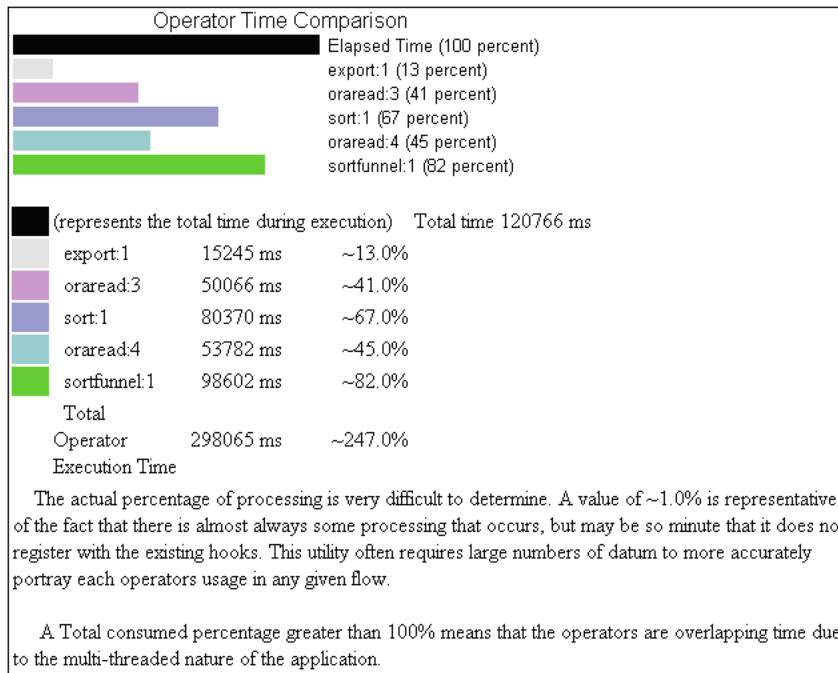 Operator Time Comparison
Elapsed Time (100 percent)
export:1 (13 percent)
oraread:3 (41 percent)
sort:1 (67 percent)
oraread:4 (45 percent)
sortfunnel:1 (82 percent)
(represents the total time during execution) Total time 120766 ms
export:1 15245 ms ~13.0%
oraread:3 50066 ms ~41.0%
sort:1 80370 ms ~67.0%
oraread:4 53782 ms ~45.0%
sortfunnel:1 98602 ms ~82.0%
Total
Operator 298065 ms ~247.0%
Execution Time
The actual percentage of processing is very difficult to determine. A value of ~1.0% is representative
of the fact that there is almost always some processing that occurs, but may be so minute that it does no
register with the existing hooks. This utility often requires large numbers of datum to more accurately
portray each operators usage in any given flow.
A Total consumed percentage greater than 100% means that the operators are overlapping time due
to the multi-threaded nature of the application.